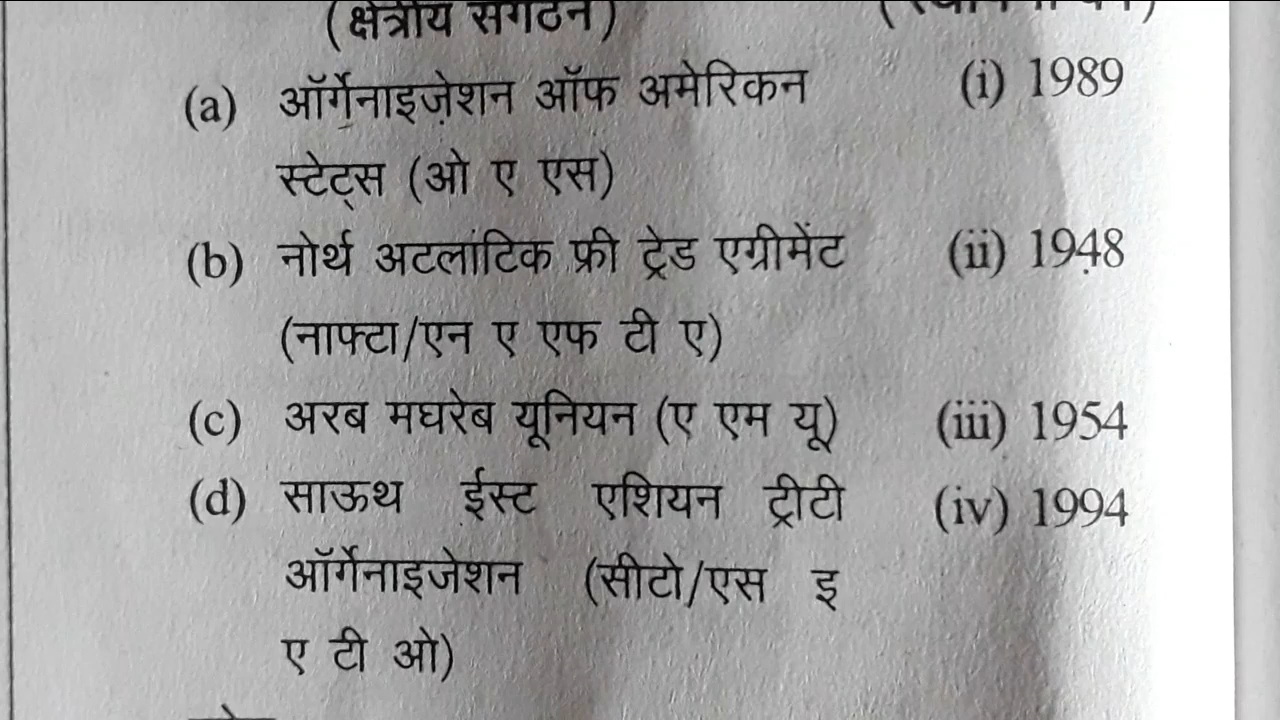 (क्षेत्रीय संगठन)
(a) ऑर्गेनाइज़ेशन ऑफ अमेरिकन (i) 1989
स्टेट्स (ओ ए एस)
(b) नोर्थ अटलांटिक फ्री ट्रेड एग्रीमेंट (ii) 1948
(नाफ्टा/एन ए एफ टी ए)
(c) अरब मघरेब यूनियन (ए एम यू) (iii) 1954
(d) साऊथ ईस्ट एशियन ट्रीटी (iv) 1994
ऑर्गेनाइजेशन (सीटो/एस इ
ए टी ओ)